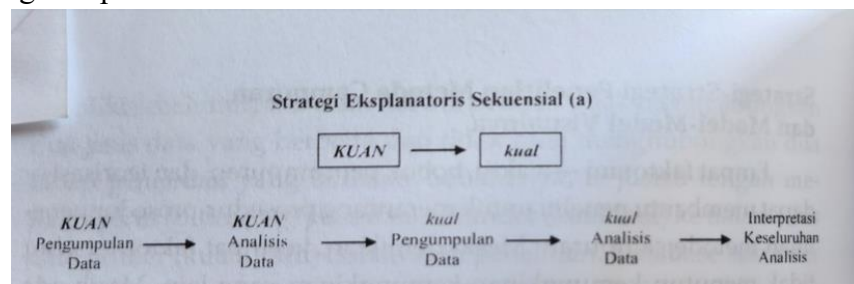 Strategi Eksplanatoris Sekuensial (a)
KUAN
kual
KUAN
Pengumpulan
Data
KUAN
Analisis
Data
kual
Pengumpulan
Data
kual
Analisis
Data
Interpretasi
Keseluruhan
Analisis